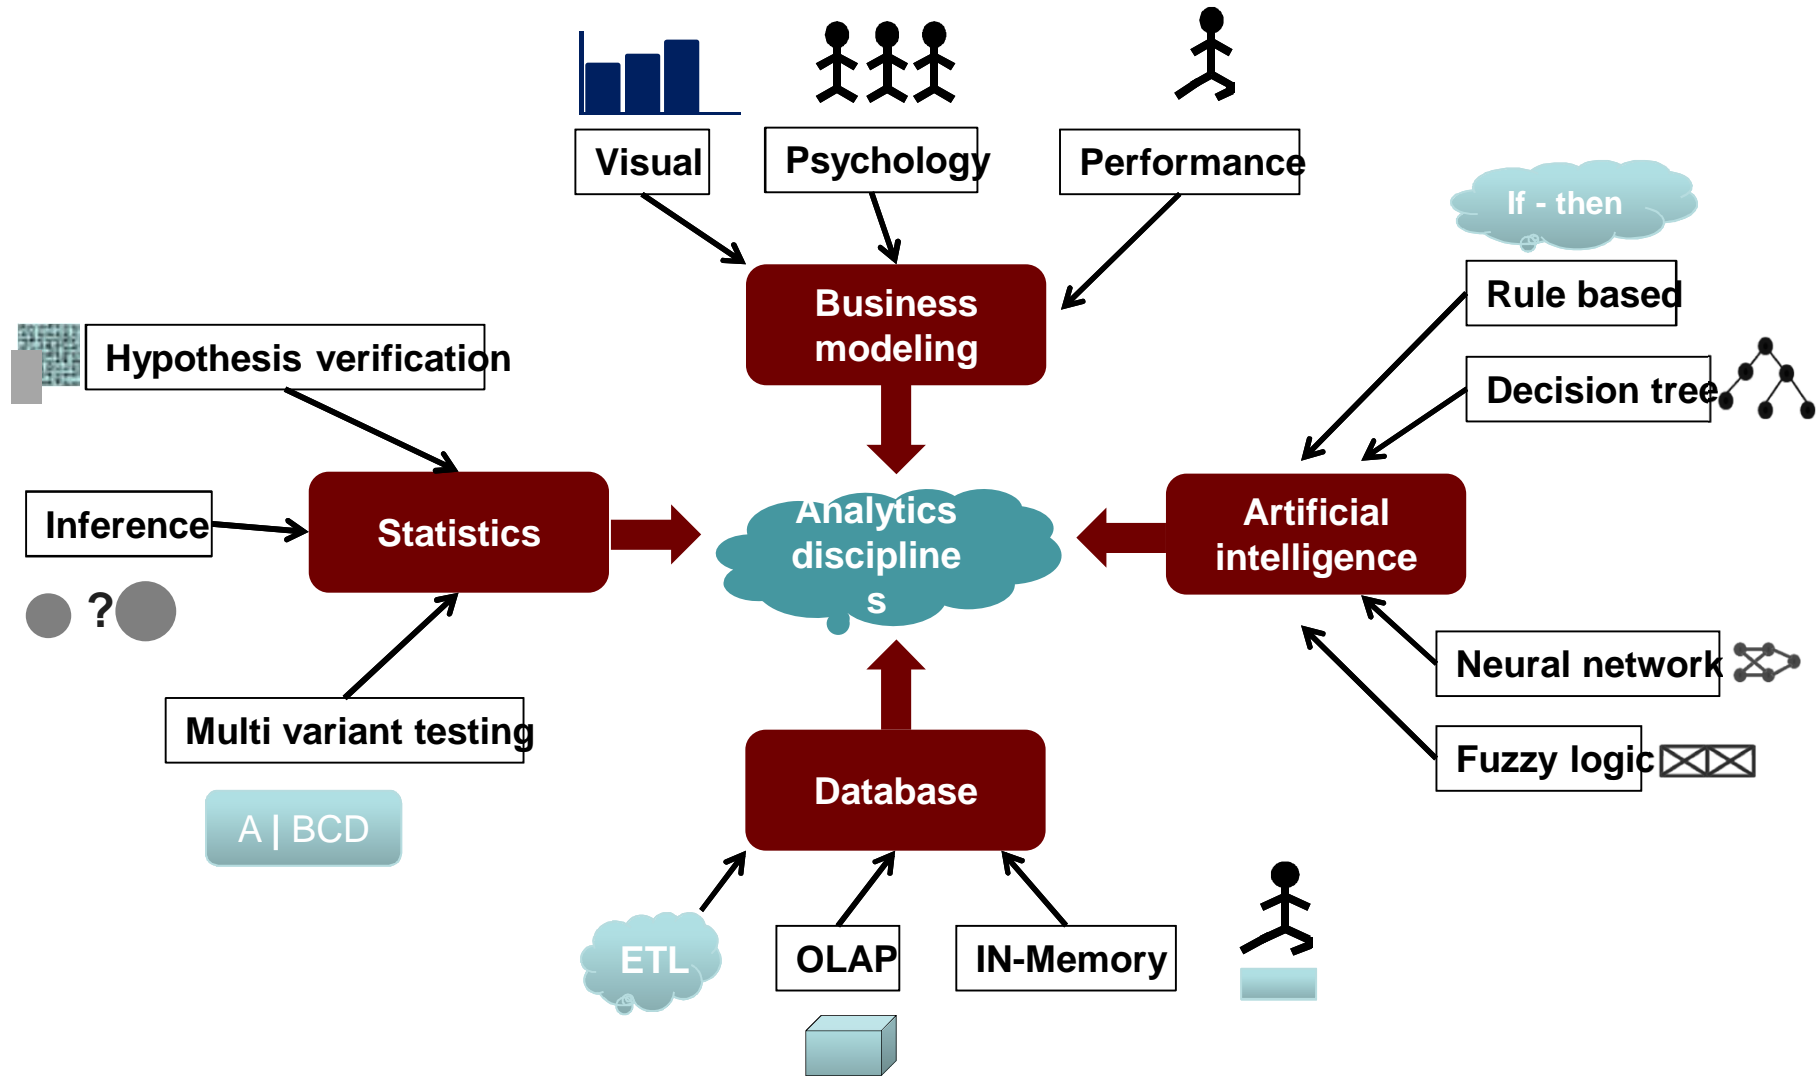 Visual
Psychology
Performance
If - then
Rule based
Business
modeling
Hypothesis verification
Decision tree
Inference
Statistics
Analytics
discipline
s
Artificial
intelligence
?
Neural network
Multi variant testing
Fuzzy logic
Database
A | BCD
ETL
OLAP
IN-Memory